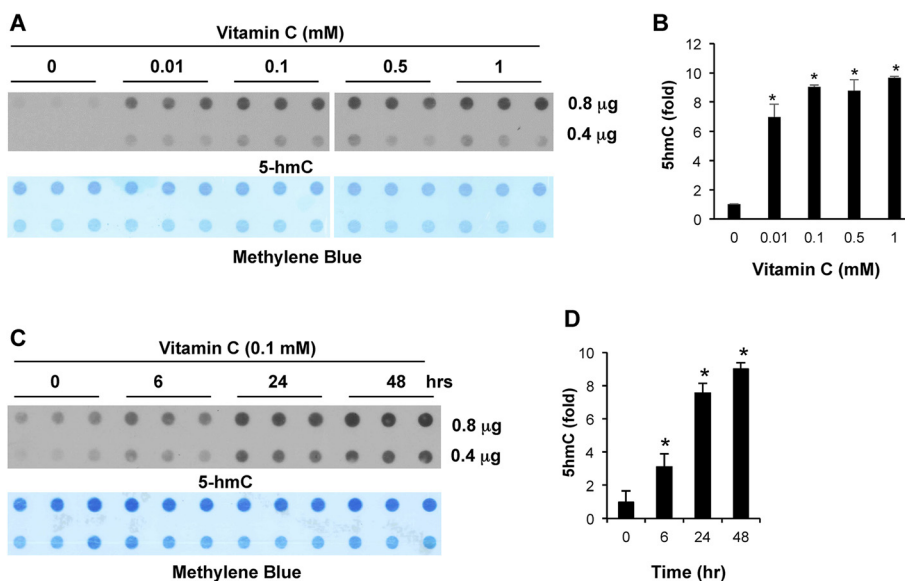 A
Vitamin C (mM)
0 0.01 0.1 0.5 1
0.8 μg
0.4 μg
5-hmC
Methylene Blue
B
12
10
8
6
4
2
0
5hmC (fold)
* * * *
0 0.01 0.1 0.5 1
Vitamin C (mM)
C
Vitamin C (0.1 mM)
0 6 24 48 hrs
0.8 μg
0.4 μg
5-hmC
Methylene Blue
D
10
8
6
4
2
0
5hmC (fold)
* * *
0 6 24 48
Time (hr)